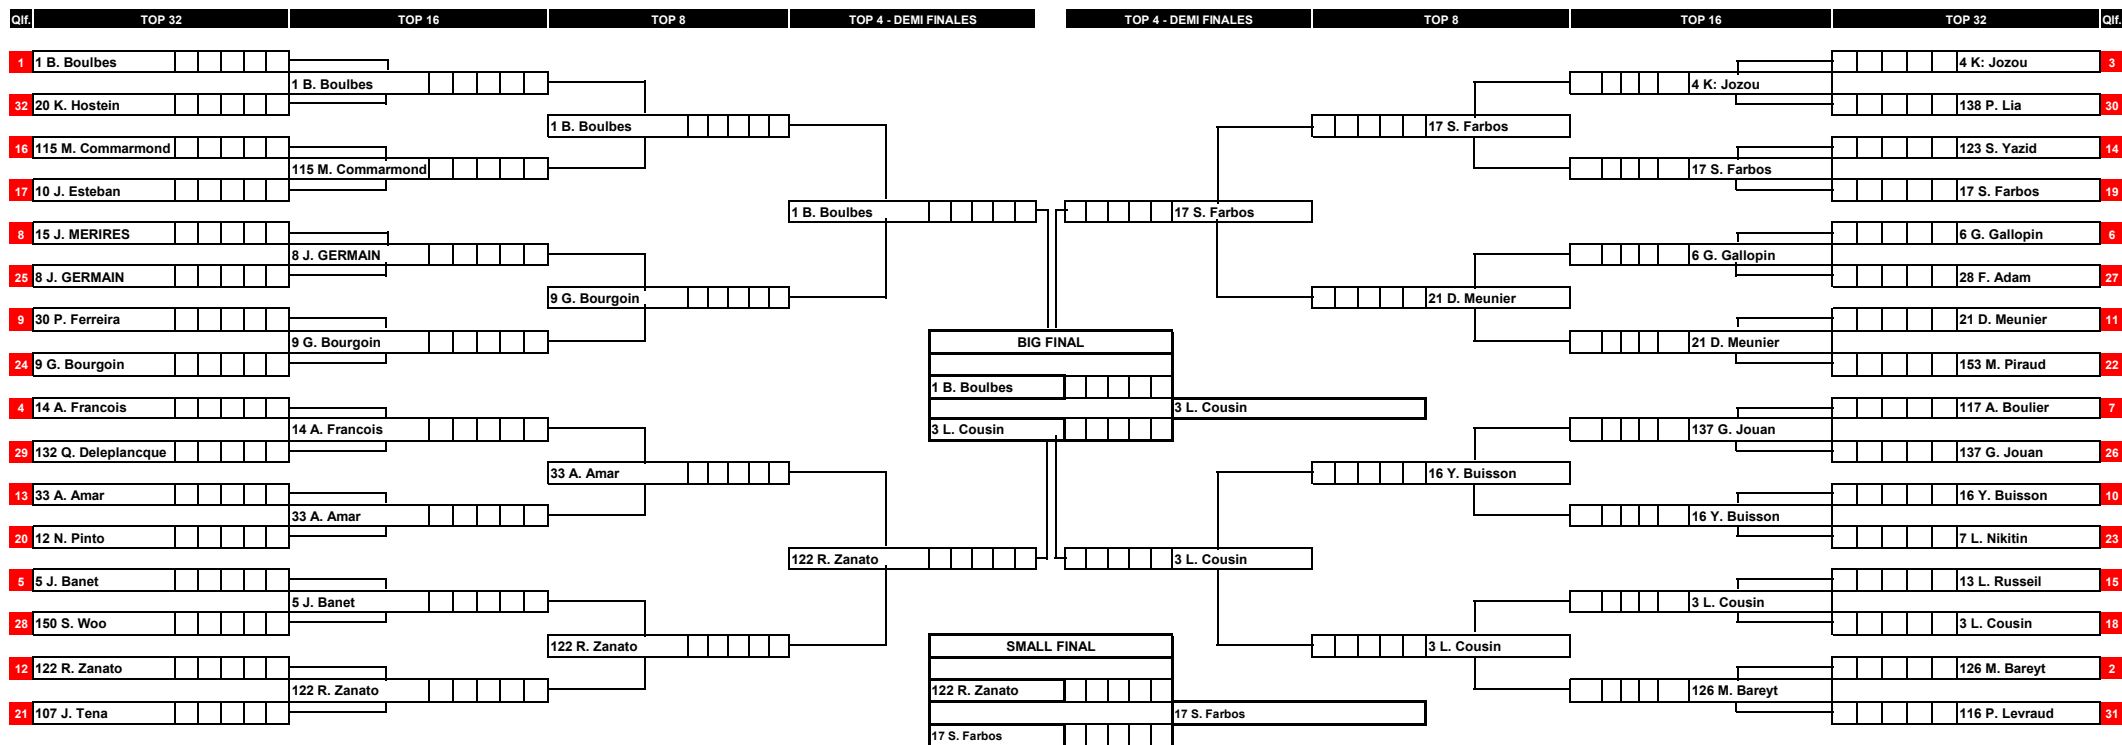 Qlf. TOP 32 TOP 16 TOP 8 TOP 4 - DEMI FINALES TOP 4 - DEMI FINALES TOP 8 TOP 16 TOP 32 Qlf.
1 1 B. Boulbes 4 K: Jozou 3
1 B. Boulbes 4 K: Jozou
32 20 K. Hostein 138 P. Lia 30
1 B. Boulbes 17 S. Farbos
16 115 M. Commarmond 123 S. Yazid 14
115 M. Commarmond 17 S. Farbos
17 10 J. Esteban 17 S. Farbos 19
1 B. Boulbes 17 S. Farbos
8 15 J. MERIRES 6 G. Gallopin 6
8 J. GERMAIN 6 G. Gallopin
25 8 J. GERMAIN 28 F. Adam 27
9 G. Bourgoin 21 D. Meunier
9 30 P. Ferreira 21 D. Meunier 11
9 G. Bourgoin BIG FINAL 21 D. Meunier
24 9 G. Bourgoin 153 M. Piraud 22
1 B. Boulbes
4 14 A. Francois 3 L. Cousin 117 A. Boulier 7
14 A. Francois 3 L. Cousin 137 G. Jouan
29 132 Q. Deleplancque 137 G. Jouan 26
33 A. Amar 16 Y. Buisson
13 33 A. Amar 16 Y. Buisson 10
33 A. Amar 16 Y. Buisson
20 12 N. Pinto 7 L. Nikitin 23
122 R. Zanato 3 L. Cousin
5 5 J. Banet 13 L. Russeil 15
5 J. Banet 3 L. Cousin
28 150 S. Woo 3 L. Cousin 18
122 R. Zanato SMALL FINAL 3 L. Cousin
12 122 R. Zanato 126 M. Bareyt 2
122 R. Zanato 122 R. Zanato 126 M. Bareyt
21 107 J. Tena 17 S. Farbos 116 P. Levraud 31
17 S. Farbos